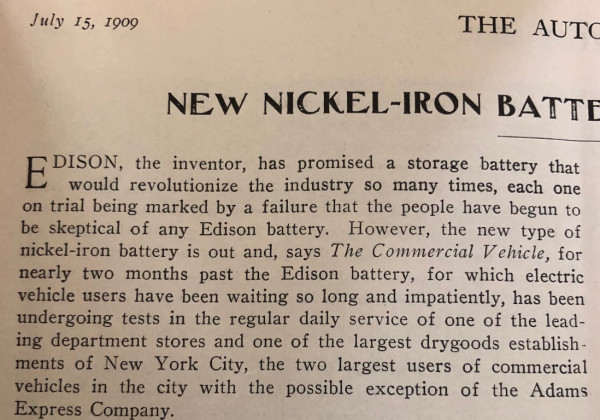 July 15, 1909
THE AUTO
NEW NICKEL-IRON BATTE
EDISON, the inventor, has promised a storage battery that
would revolutionize the industry so many times, each one
on trial being marked by a failure that the people have begun to
be skeptical of any Edison battery. However, the new type of
nickel-iron battery is out and, says The Commercial Vehicle, for
nearly two months past the Edison battery, for which electric
vehicle users have been waiting so long and impatiently, has been
undergoing tests in the regular daily service of one of the lead-
ing department stores and one of the largest drygoods establish-
ments of New York City, the two largest users of commercial
vehicles in the city with the possible exception of the Adams
Express Company.